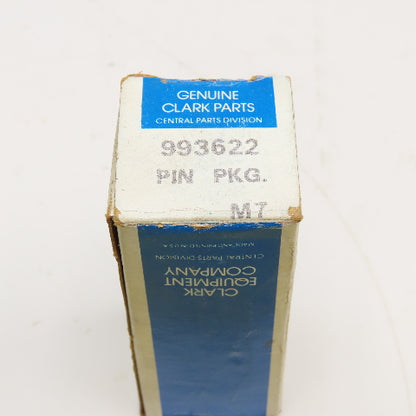 GENUINE
CLARK PARTS
CENTRAL PARTS DIVISION
993622
PIN PKG.
M7
CLARK
EQUIPMENT
COMPANY
CENTRAL PARTS DIVISION